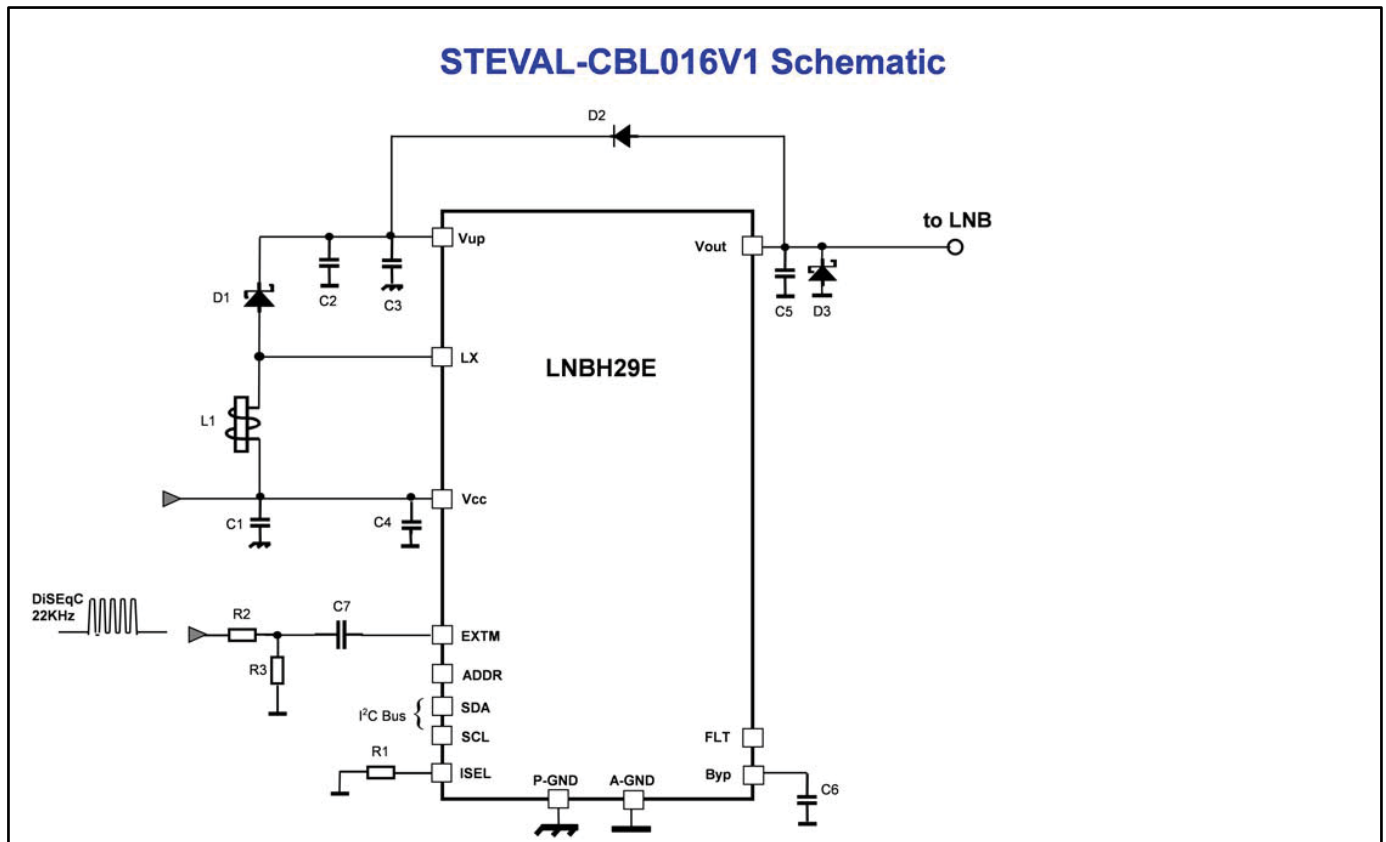 STEVAL-CBL016V1 Schematic
D2
to LNB
Vup
Vout
D1
C2
C3
C5
D3
LX
LNBH29E
L1
Vcc
C1
C4
DiSEqC
22KHz
R2
C7
EXTM
R3
ADDR
I²C Bus {
SDA
SCL
FLT
R1
ISEL
P-GND
A-GND
Byp
C6